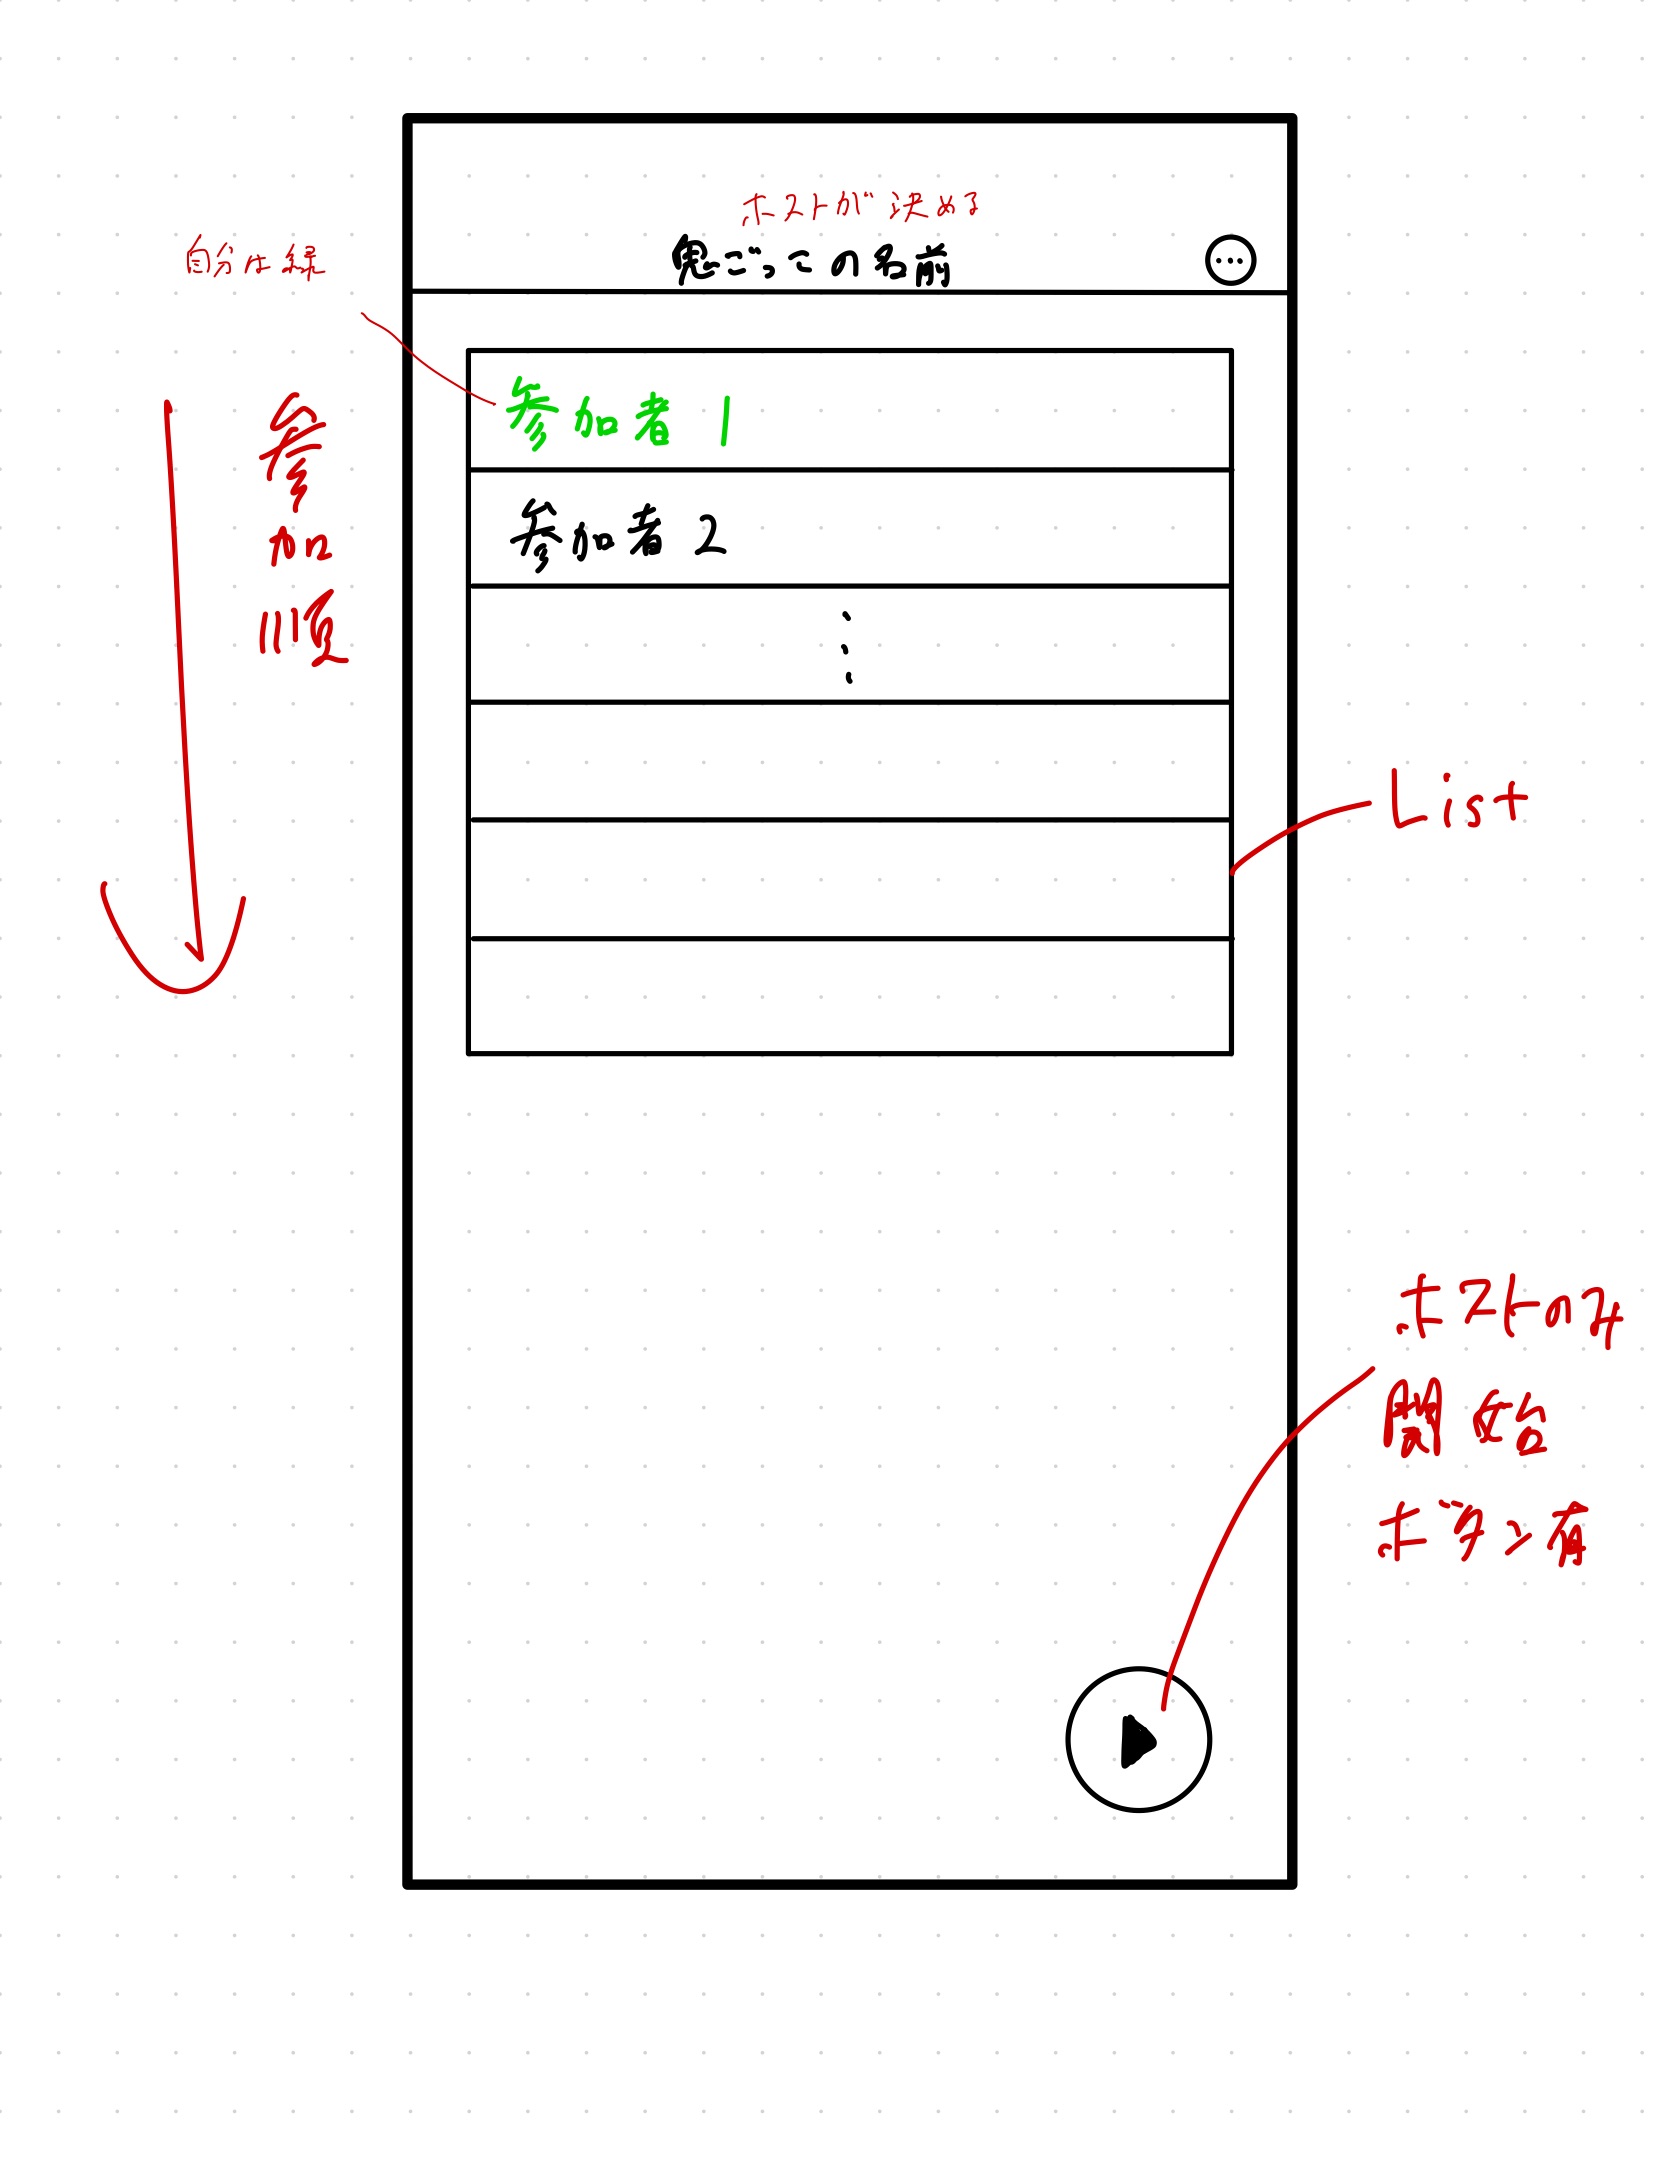 ホストが決める
鬼ごっこの名前
自分は緑
参加順
参加者 1
参加者 2
List
ホストのみ
開始
ボタン有